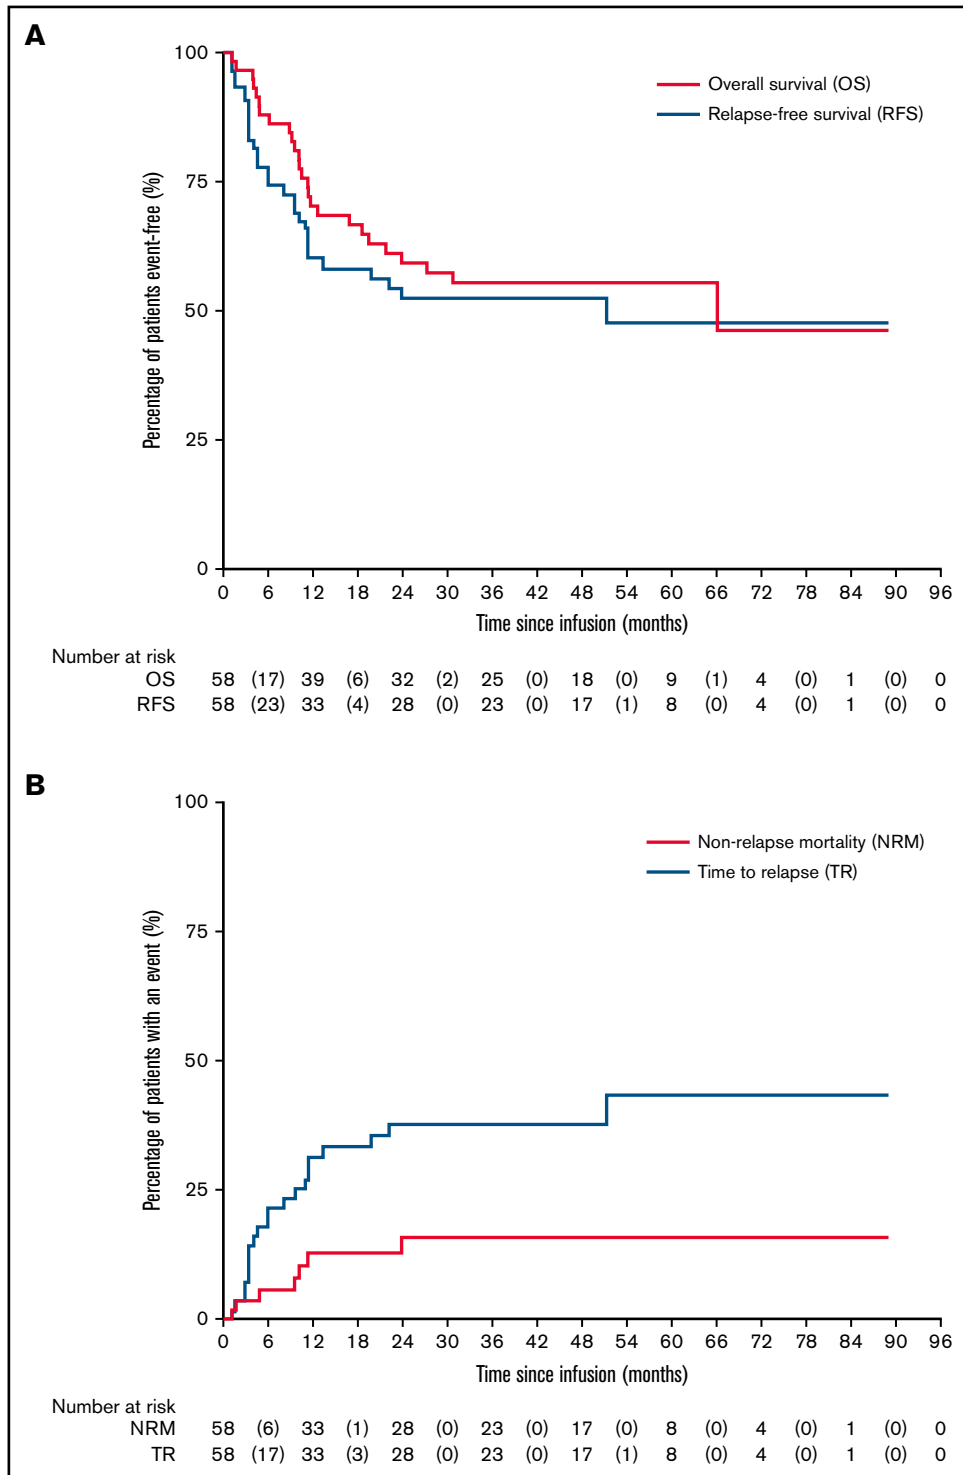 A
100
75
50
25
0
Percentage of patients event-free (%)
Overall survival (OS)
Relapse-free survival (RFS)
0 6 12 18 24 30 36 42 48 54 60 66 72 78 84 90 96
Time since infusion (months)
Number at risk
OS 58 (17) 39 (6) 32 (2) 25 (0) 18 (0) 9 (1) 4 (0) 1 (0) 0
RFS 58 (23) 33 (4) 28 (0) 23 (0) 17 (1) 8 (0) 4 (0) 1 (0) 0
B
100
75
50
25
0
Percentage of patients with an event (%)
Non-relapse mortality (NRM)
Time to relapse (TR)
0 6 12 18 24 30 36 42 48 54 60 66 72 78 84 90 96
Time since infusion (months)
Number at risk
NRM 58 (6) 33 (1) 28 (0) 23 (0) 17 (0) 8 (0) 4 (0) 1 (0) 0
TR 58 (17) 33 (3) 28 (0) 23 (0) 17 (1) 8 (0) 4 (0) 1 (0) 0